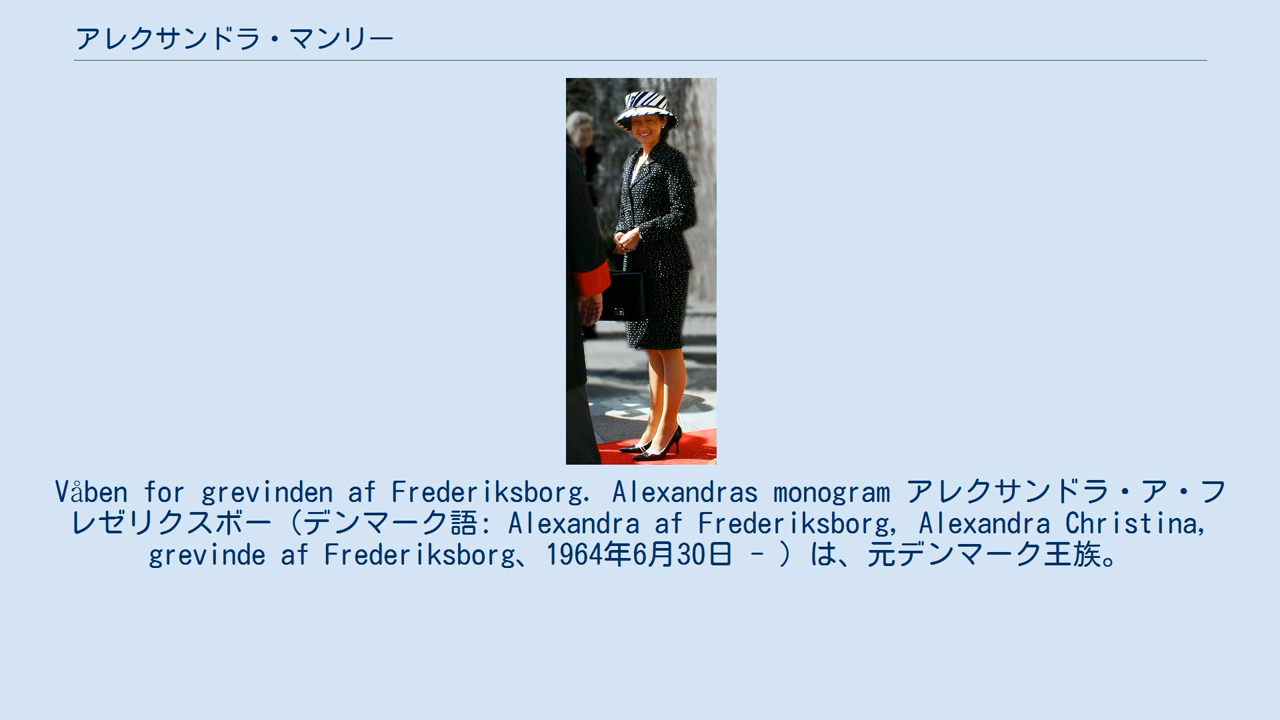 アレクサンドラ・マンリー
Våben for grevinden af Frederiksborg. Alexandras monogram アレクサンドラ・ア・フ
レゼリクスボー（デンマーク語: Alexandra af Frederiksborg, Alexandra Christina,
grevinde af Frederiksborg、1964年6月30日 - ）は、元デンマーク王族。